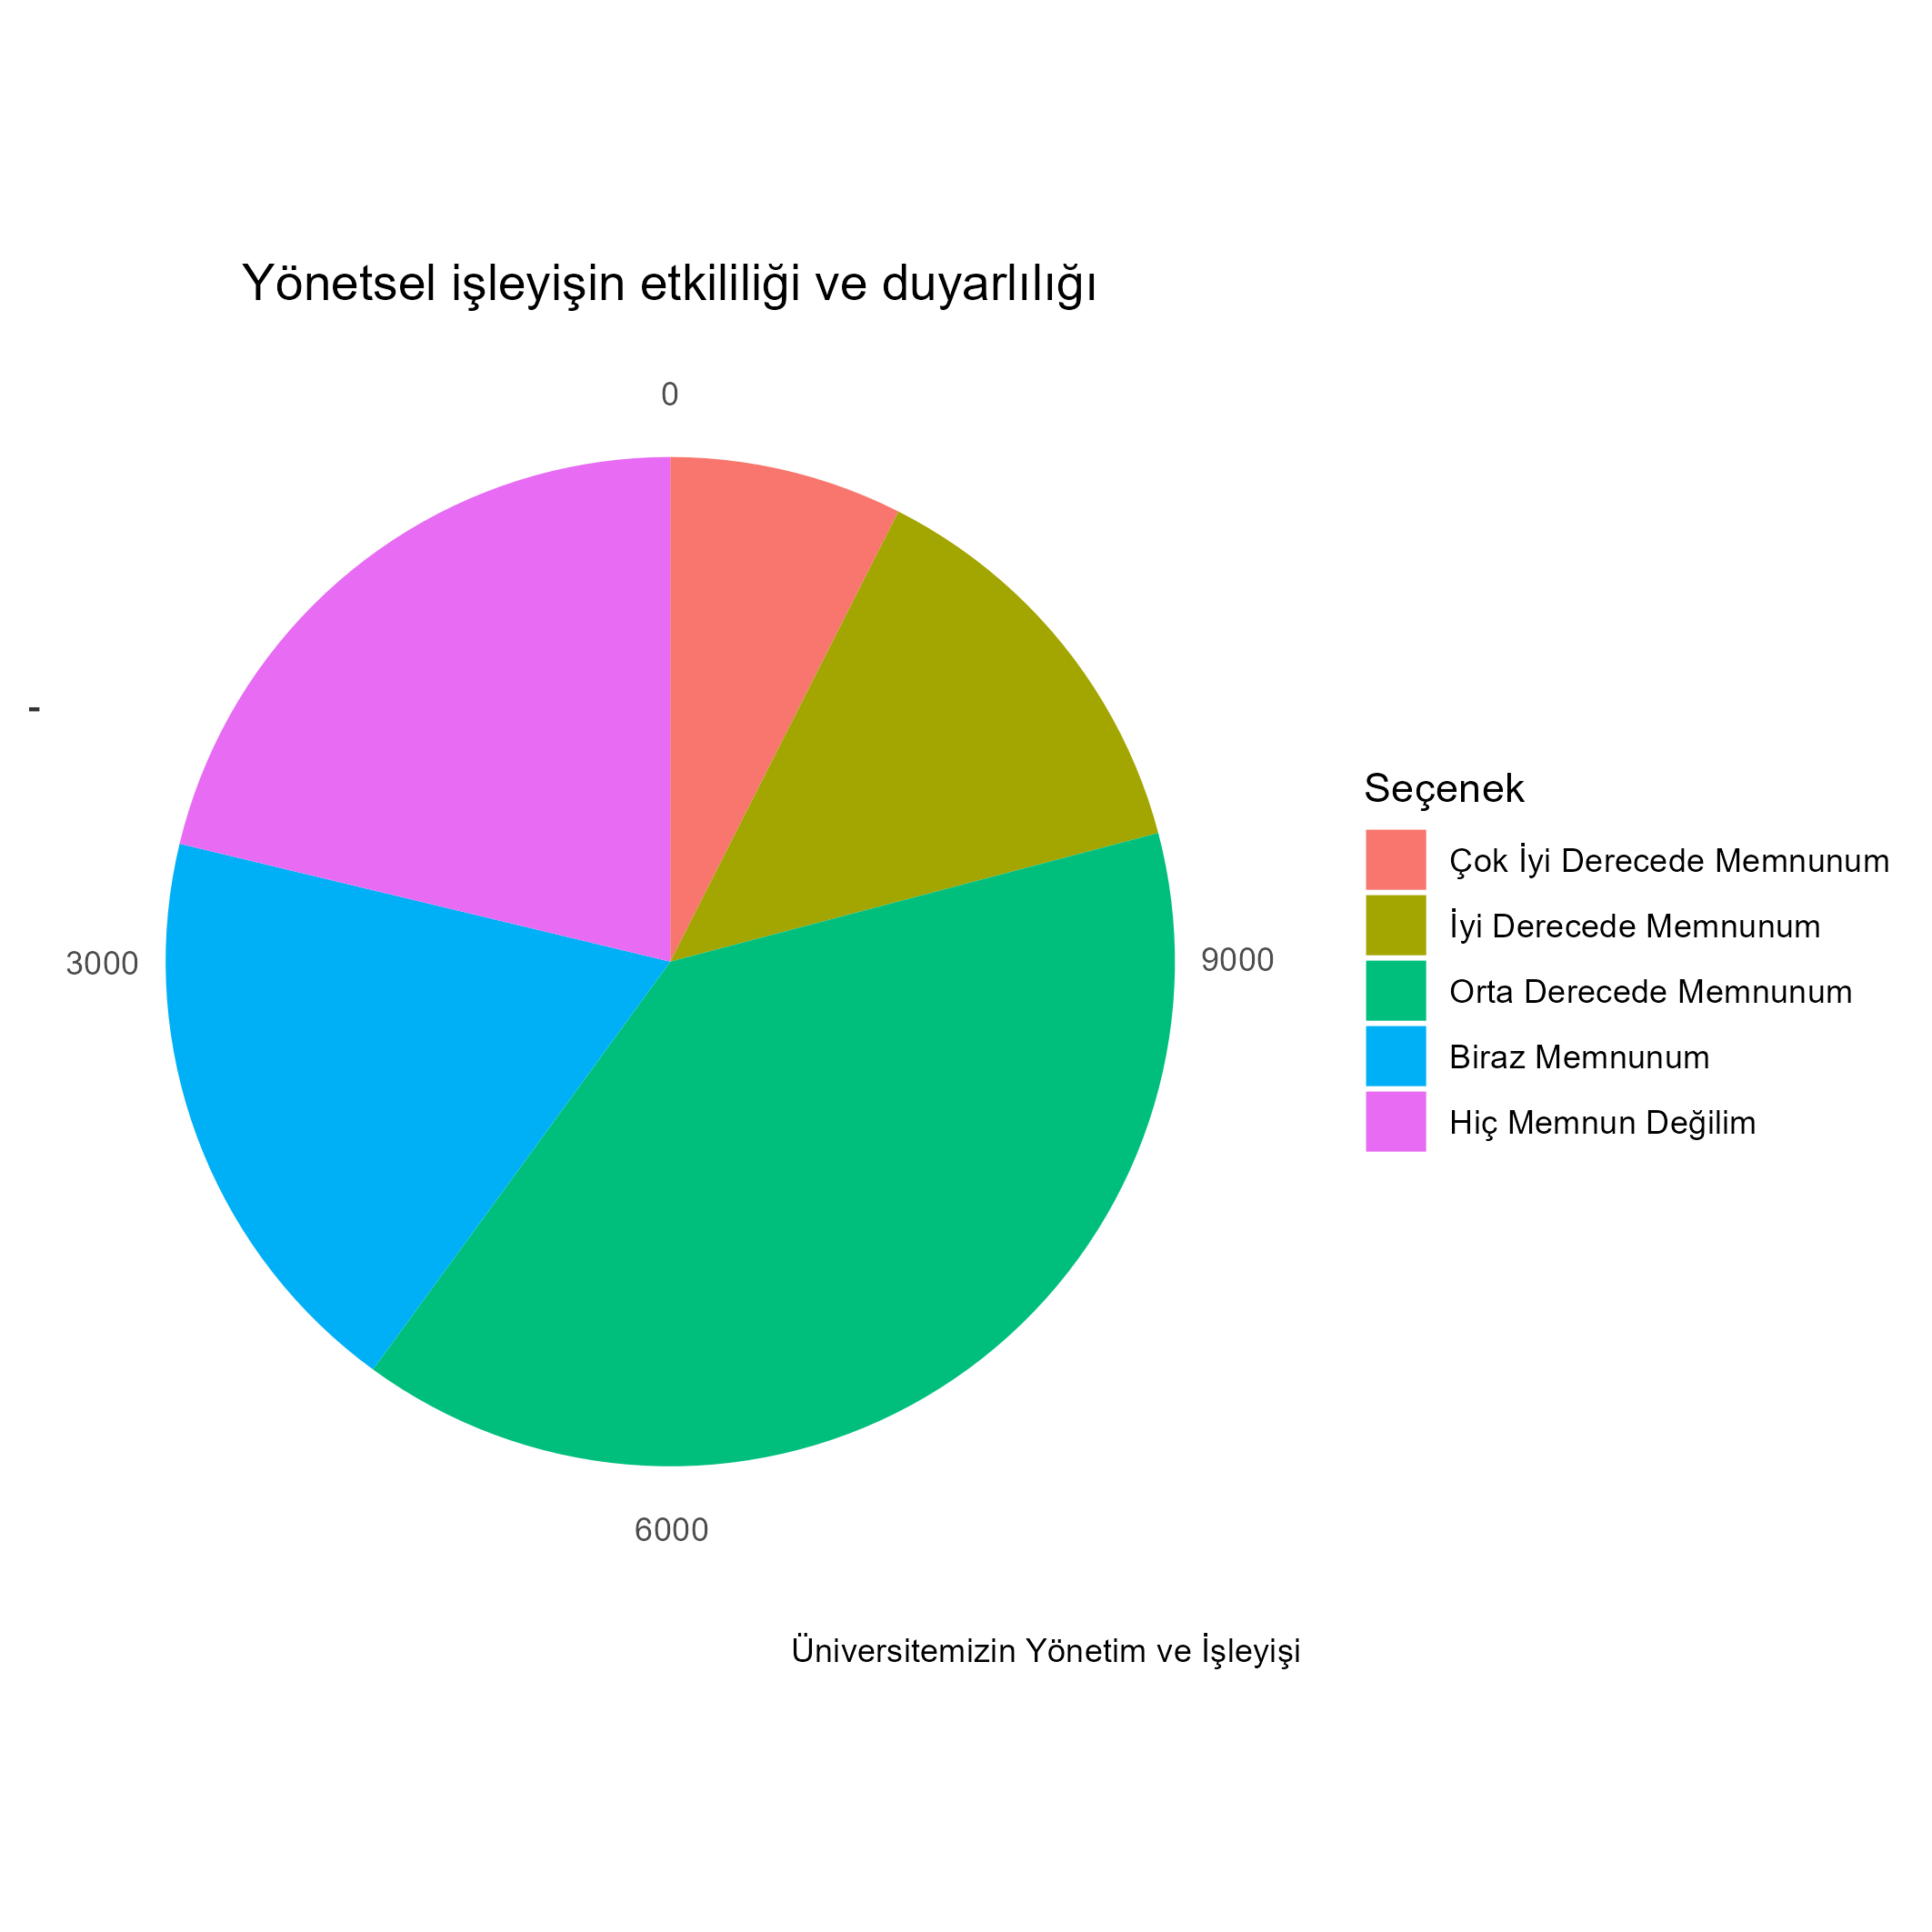 Yönetsel işleyişin etkililiği ve duyarlılığı
0
-
3000
9000
6000
Seçenek
Çok İyi Derecede Memnunum
İyi Derecede Memnunum
Orta Derecede Memnunum
Biraz Memnunum
Hiç Memnun Değilim
Üniversitemizin Yönetim ve İşleyişi